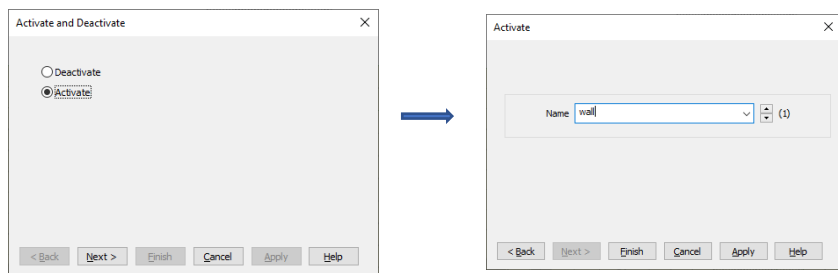 Activate and Deactivate
Deactivate
Activate
< Back Next > Finish Cancel Apply Help
Activate
Name wall (1)
< Back Next > Finish Cancel Apply Help